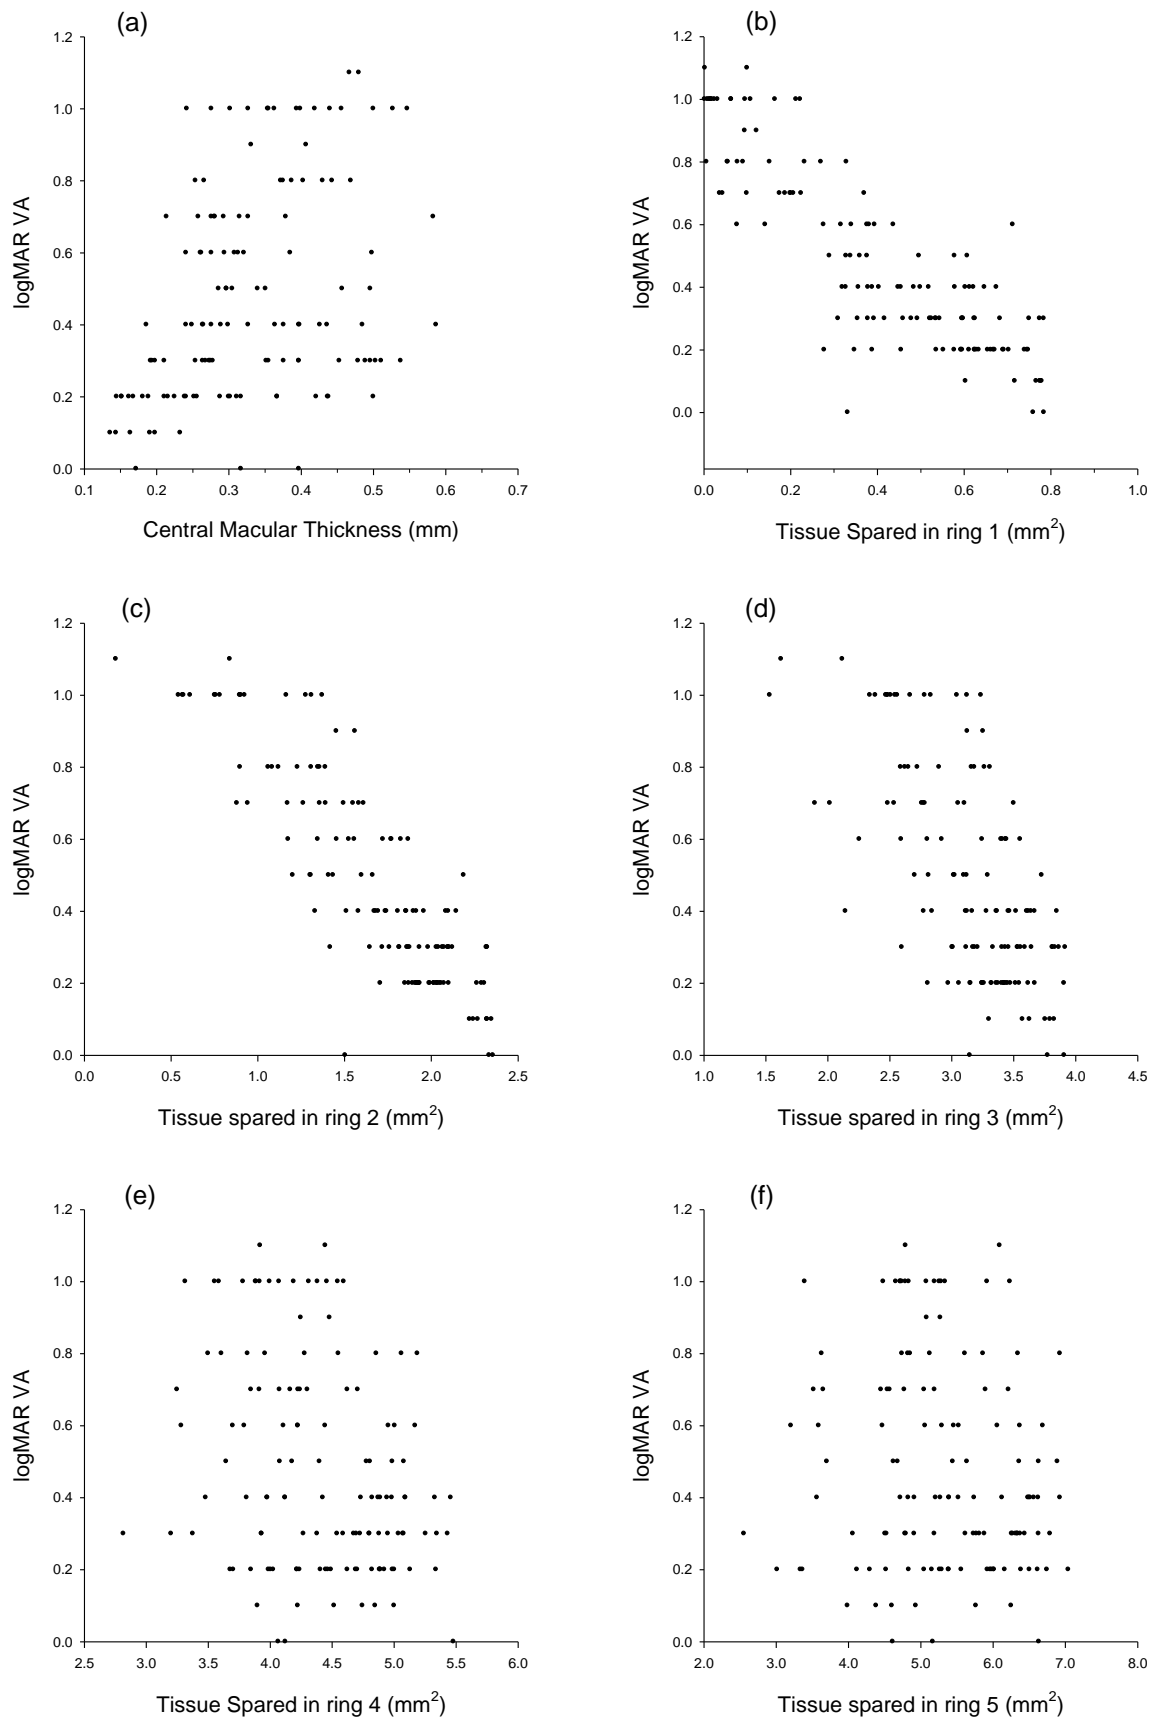 (a)
1.2
1.0
0.8
0.6
0.4
0.2
0.0
logMAR VA
0.1 0.2 0.3 0.4 0.5 0.6 0.7
Central Macular Thickness (mm)
(b)
1.2
1.0
0.8
0.6
0.4
0.2
0.0
logMAR VA
0.0 0.2 0.4 0.6 0.8 1.0
Tissue Spared in ring 1 (mm²)
(c)
1.2
1.0
0.8
0.6
0.4
0.2
0.0
logMAR VA
0.0 0.5 1.0 1.5 2.0 2.5
Tissue spared in ring 2 (mm²)
(d)
1.2
1.0
0.8
0.6
0.4
0.2
0.0
logMAR VA
1.0 1.5 2.0 2.5 3.0 3.5 4.0 4.5
Tissue spared in ring 3 (mm²)
(e)
1.2
1.0
0.8
0.6
0.4
0.2
0.0
logMAR VA
2.5 3.0 3.5 4.0 4.5 5.0 5.5 6.0
Tissue Spared in ring 4 (mm²)
(f)
1.2
1.0
0.8
0.6
0.4
0.2
0.0
logMAR VA
2.0 3.0 4.0 5.0 6.0 7.0 8.0
Tissue spared in ring 5 (mm²)